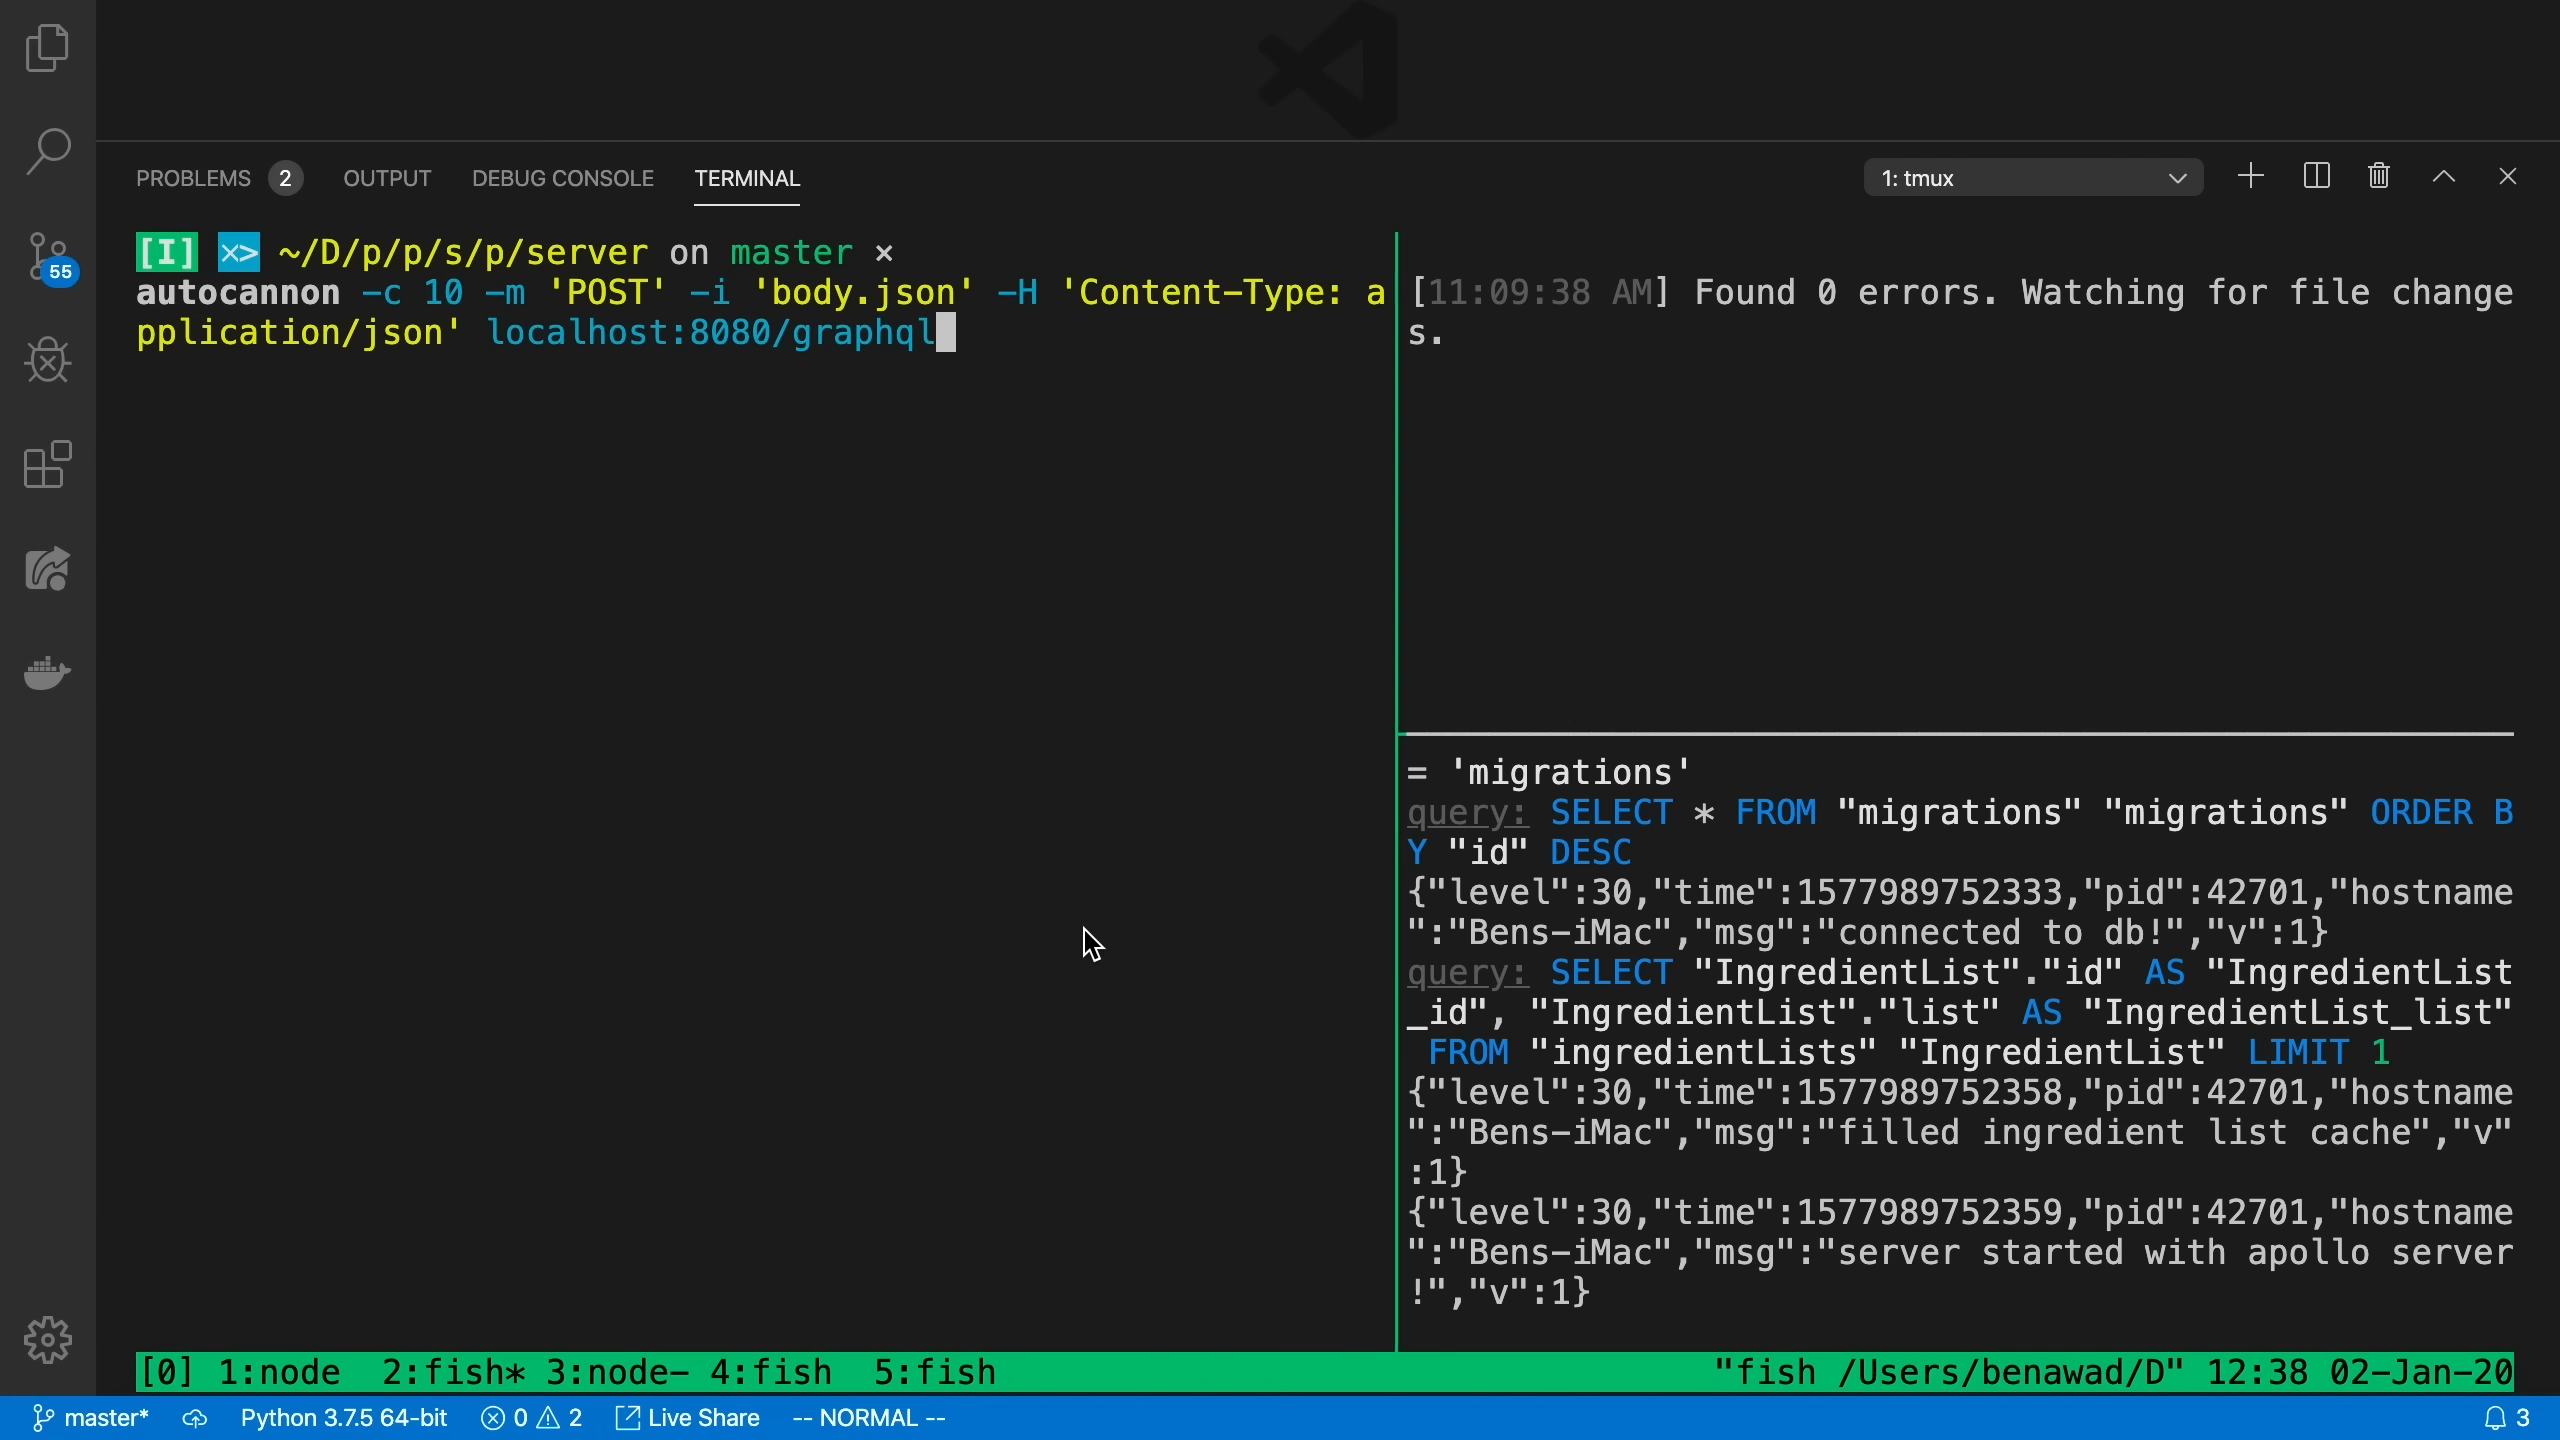 PROBLEMS 2 OUTPUT DEBUG CONSOLE TERMINAL 1: tmux
[I] ⨯> ~/D/p/p/s/p/server on master ×
autocannon -c 10 -m 'POST' -i 'body.json' -H 'Content-Type: a
pplication/json' localhost:8080/graphql
[11:09:38 AM] Found 0 errors. Watching for file change
s.
= 'migrations'
query: SELECT * FROM "migrations" "migrations" ORDER B
Y "id" DESC
{"level":30,"time":1577989752333,"pid":42701,"hostname
":"Bens-iMac","msg":"connected to db!","v":1}
query: SELECT "IngredientList"."id" AS "IngredientList
_id", "IngredientList"."list" AS "IngredientList_list"
FROM "ingredientLists" "IngredientList" LIMIT 1
{"level":30,"time":1577989752358,"pid":42701,"hostname
":"Bens-iMac","msg":"filled ingredient list cache","v"
:1}
{"level":30,"time":1577989752359,"pid":42701,"hostname
":"Bens-iMac","msg":"server started with apollo server
!","v":1}
55
[0] 1:node 2:fish* 3:node- 4:fish 5:fish "fish /Users/benawad/D" 12:38 02-Jan-20
master* Python 3.7.5 64-bit 0 2 Live Share -- NORMAL -- 3